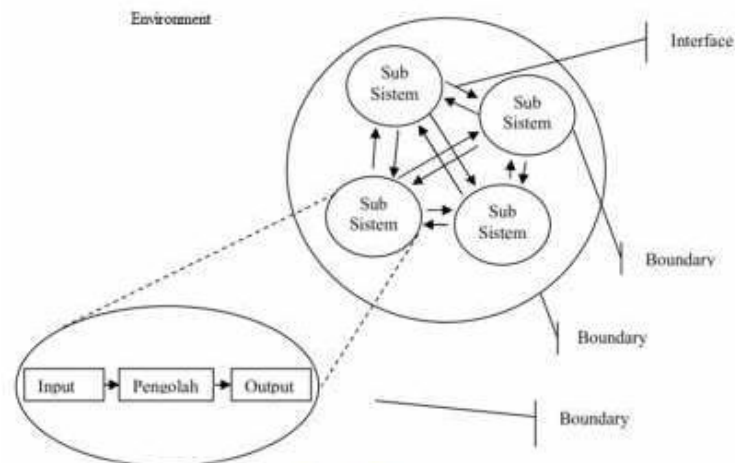 Environment
Interface
Sub
Sistem
Sub
Sistem
Sub
Sistem
Sub
Sistem
Boundary
Boundary
Input
Pengolah
Output
Boundary